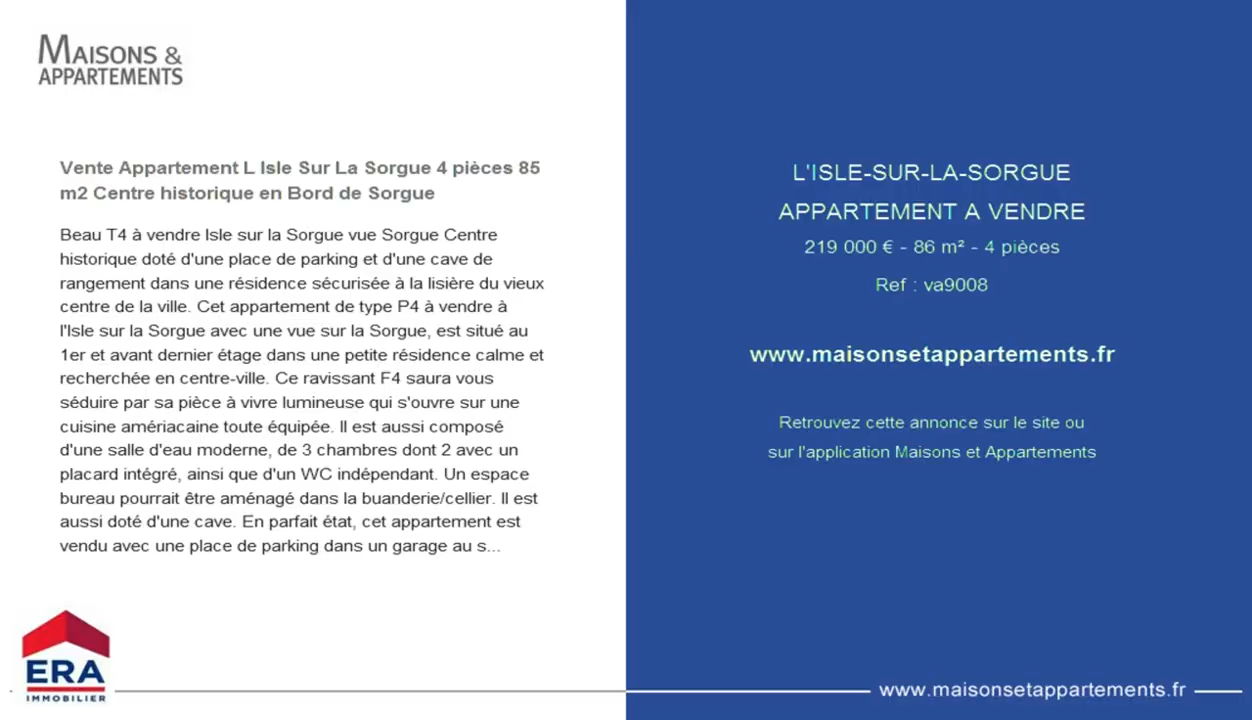 MAISONS &
APPARTEMENTS
Vente Appartement L Isle Sur La Sorgue 4 pièces 85
m2 Centre historique en Bord de Sorgue
Beau T4 à vendre Isle sur la Sorgue vue Sorgue Centre
historique doté d'une place de parking et d'une cave de
rangement dans une résidence sécurisée à la lisière du vieux
centre de la ville. Cet appartement de type P4 à vendre à
l'Isle sur la Sorgue avec une vue sur la Sorgue, est situé au
1er et avant dernier étage dans une petite résidence calme et
recherchée en centre-ville. Ce ravissant F4 saura vous
séduire par sa pièce à vivre lumineuse qui s'ouvre sur une
cuisine amériacaine toute équipée. Il est aussi composé
d'une salle d'eau moderne, de 3 chambres dont 2 avec un
placard intégré, ainsi que d'un WC indépendant. Un espace
bureau pourrait être aménagé dans la buanderie/cellier. Il est
aussi doté d'une cave. En parfait état, cet appartement est
vendu avec une place de parking dans un garage au s...
ERA
IMMOBILIER
L'ISLE-SUR-LA-SORGUE
APPARTEMENT A VENDRE
219 000 € - 86 m² - 4 pièces
Ref : va9008
www.maisonsetappartements.fr
Retrouvez cette annonce sur le site ou
sur l'application Maisons et Appartements
www.maisonsetappartements.fr